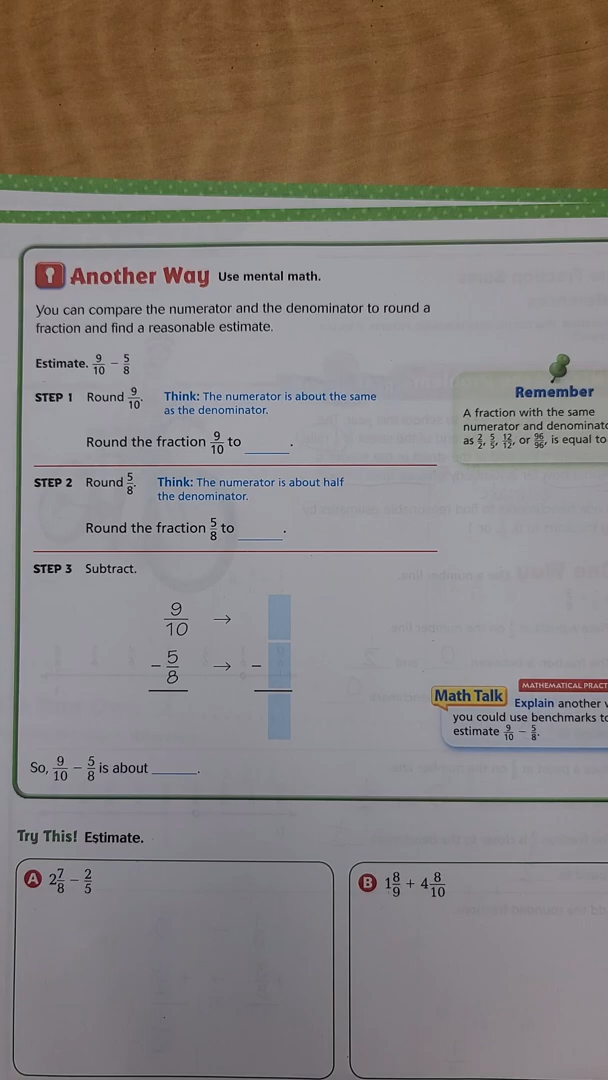 Another Way Use mental math.
You can compare the numerator and the denominator to round a
fraction and find a reasonable estimate.
Estimate. 9/10 − 5/8
STEP 1 Round 9/10. Think: The numerator is about the same
as the denominator.
Round the fraction 9/10 to ______.
STEP 2 Round 5/8. Think: The numerator is about half
the denominator.
Round the fraction 5/8 to ______.
STEP 3 Subtract.
9/10 →
− 5/8 → −
So, 9/10 − 5/8 is about ______.
Remember
A fraction with the same
numerator and
as 2/2, 5/5, 12/12, or 96/96, is equal to
MATHEMATICAL
Math Talk Explain another
you could use benchmarks to
estimate 9/10 − 5/8.
Try This! Estimate.
A 2 7/8 − 2/5
B 1 8/9 + 4 8/10